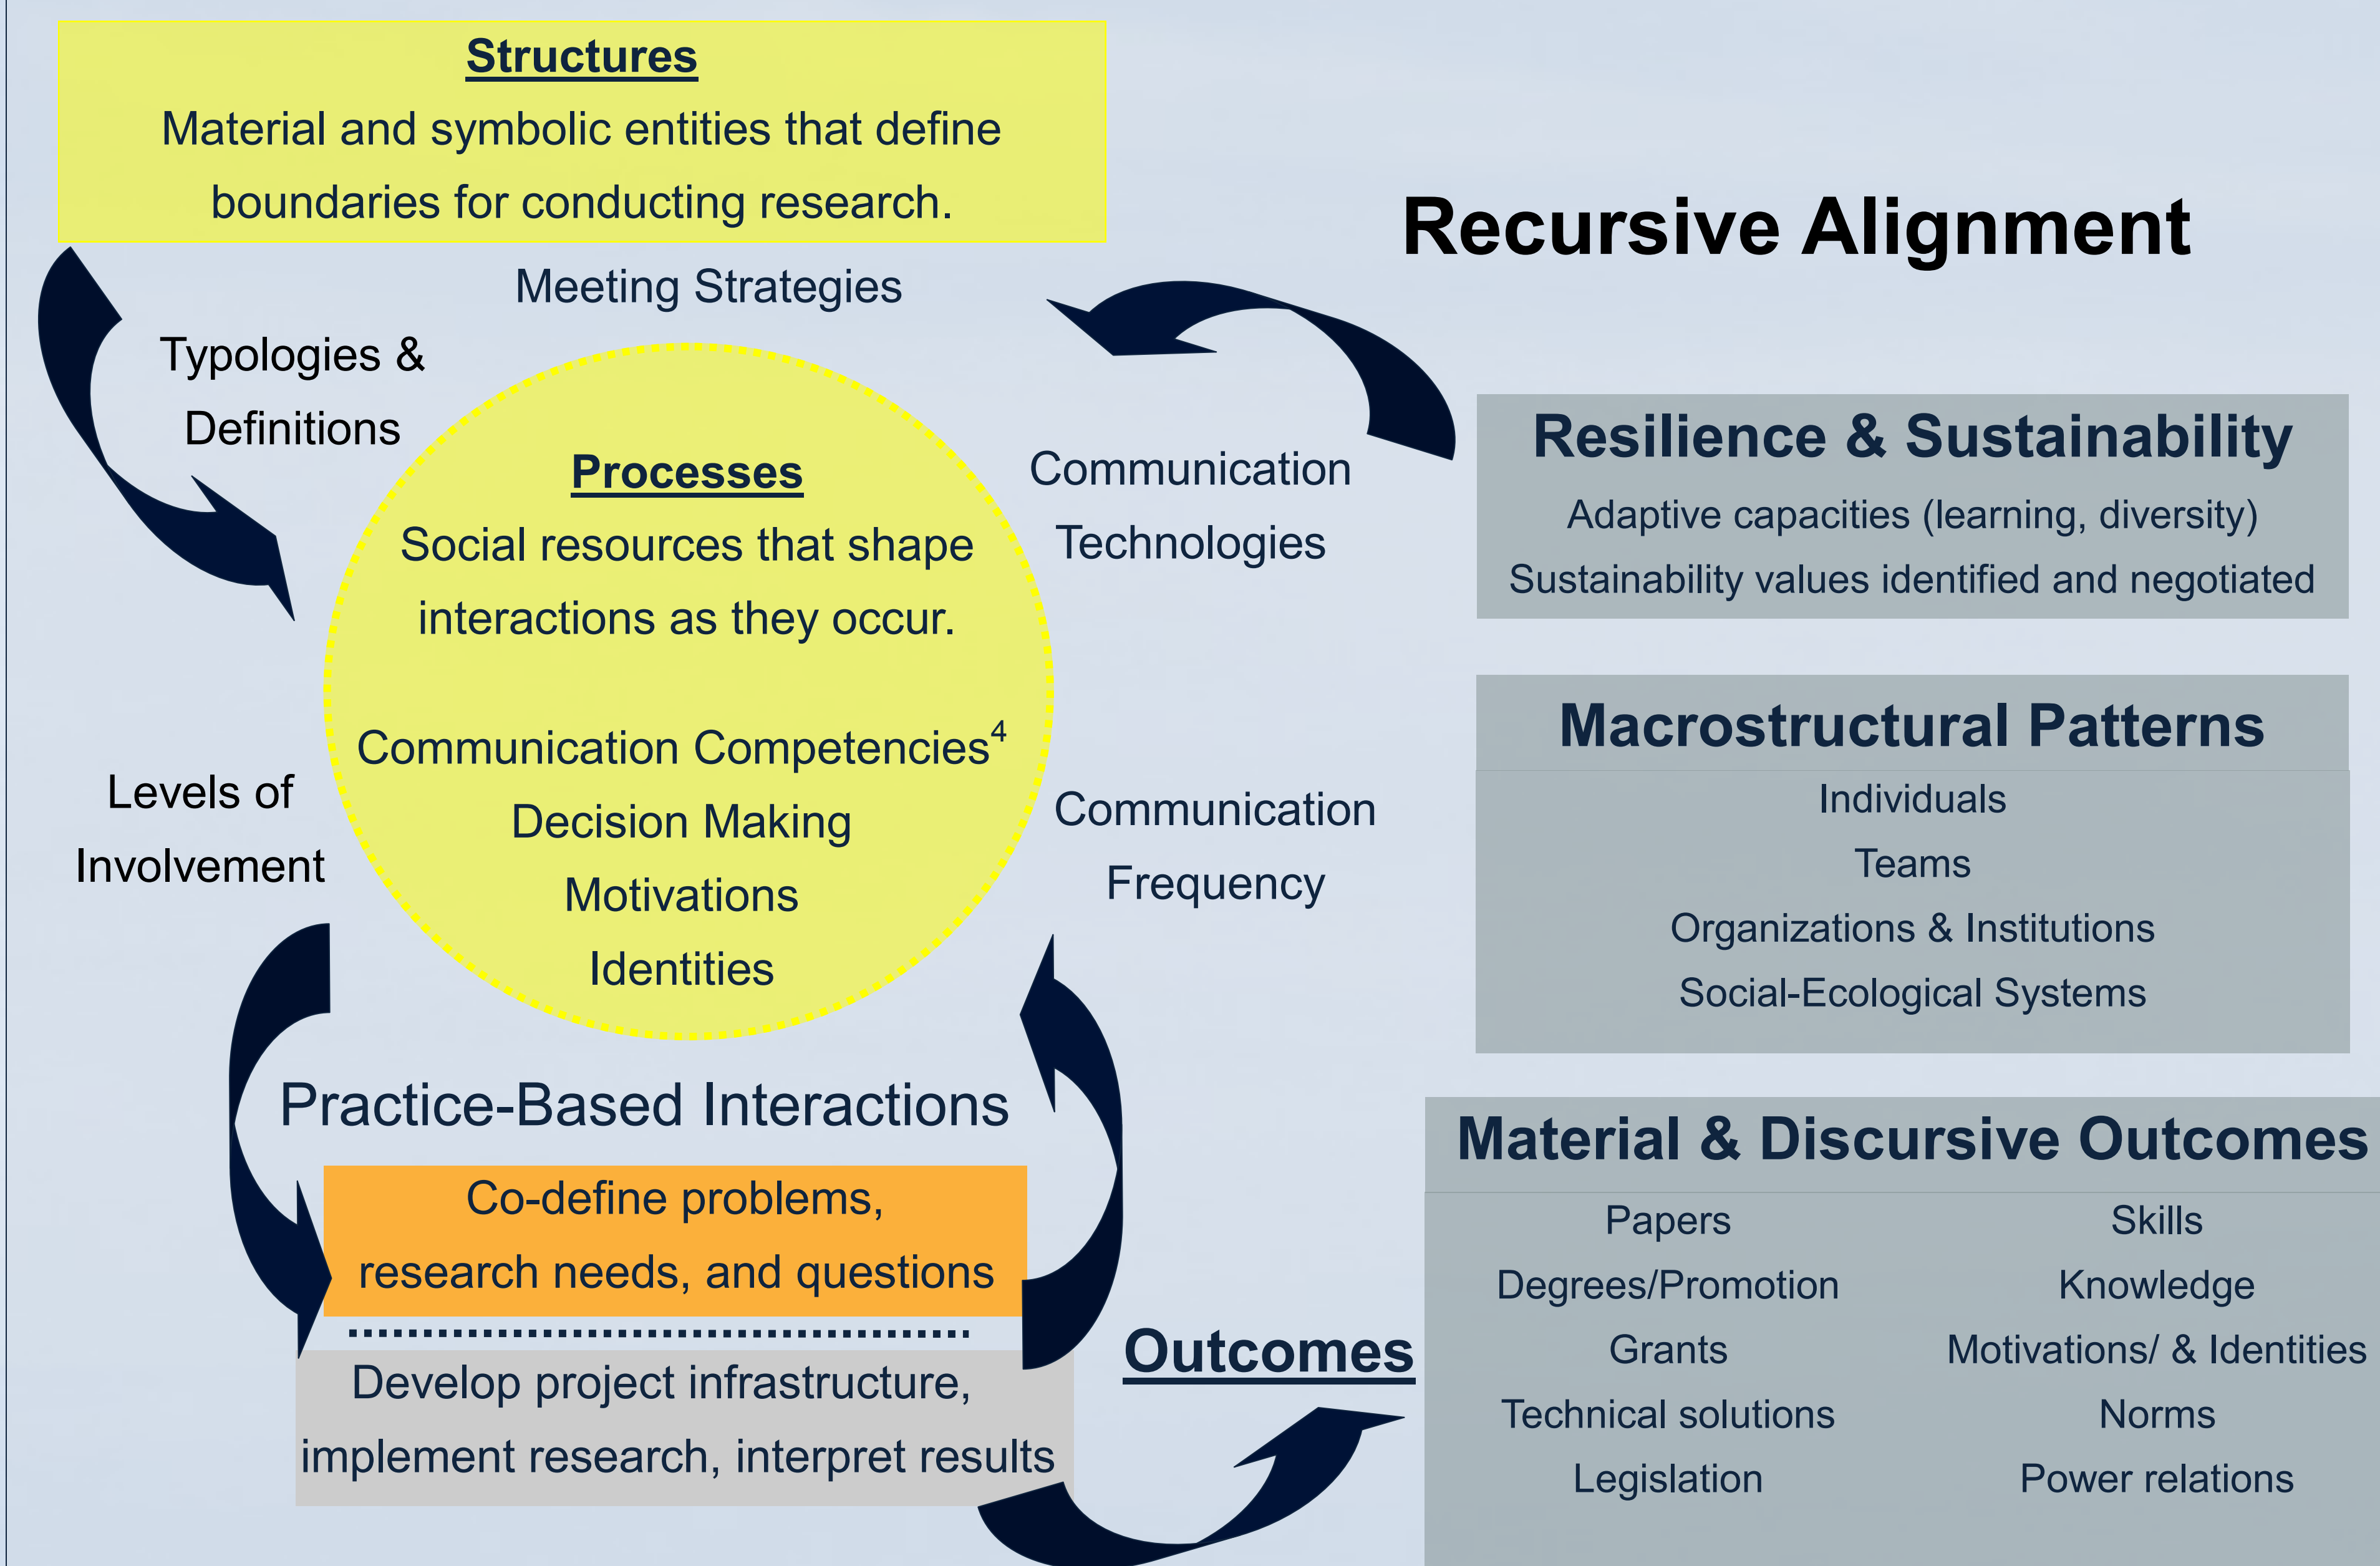 Structures
Material and symbolic entities that define
boundaries for conducting research.
Meeting Strategies
Typologies &
Definitions
Processes
Social resources that shape
interactions as they occur.
Communication Competencies⁴
Decision Making
Motivations
Identities
Communication
Technologies
Levels of
Involvement
Communication
Frequency
Practice-Based Interactions
Co-define problems,
research needs, and questions
Develop project infrastructure,
implement research, interpret results
Outcomes
Recursive Alignment
Resilience & Sustainability
Adaptive capacities (learning, diversity)
Sustainability values identified and negotiated
Macrostructural Patterns
Individuals
Teams
Organizations & Institutions
Social-Ecological Systems
Material & Discursive Outcomes
Papers
Degrees/Promotion
Grants
Technical solutions
Legislation
Skills
Knowledge
Motivations/ & Identities
Norms
Power relations